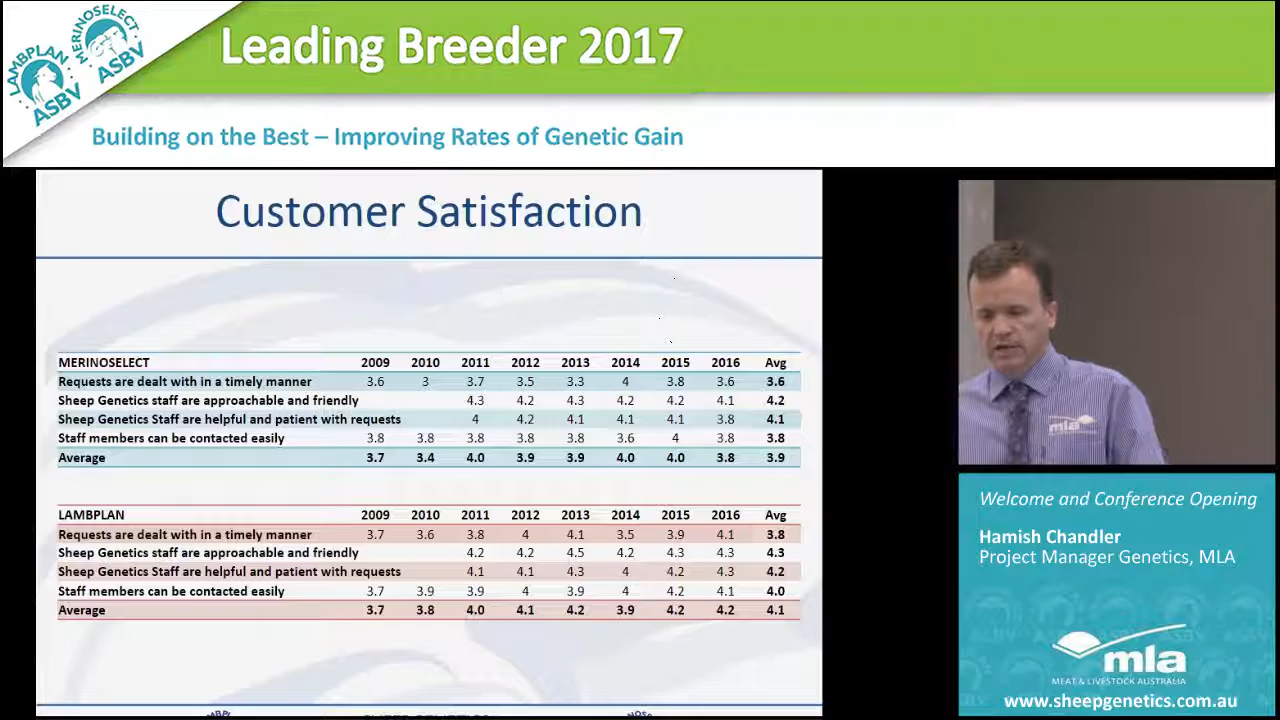 LAMBPLAN
ASBV
MERINOSELECT
ASBV
Leading Breeder 2017
Building on the Best – Improving Rates of Genetic Gain
Customer Satisfaction
MERINOSELECT 2009 2010 2011 2012 2013 2014 2015 2016 Avg
Requests are dealt with in a timely manner 3.6 3 3.7 3.5 3.3 4 3.8 3.6 3.6
Sheep Genetics staff are approachable and friendly 4.3 4.2 4.3 4.2 4.2 4.1 4.2
Sheep Genetics Staff are helpful and patient with requests 4 4.2 4.1 4.1 4.1 3.8 4.1
Staff members can be contacted easily 3.8 3.8 3.8 3.8 3.8 3.6 4 3.8 3.8
Average 3.7 3.4 4.0 3.9 3.9 4.0 4.0 3.8 3.9
LAMBPLAN 2009 2010 2011 2012 2013 2014 2015 2016 Avg
Requests are dealt with in a timely manner 3.7 3.6 3.8 4 4.1 3.5 3.9 4.1 3.8
Sheep Genetics staff are approachable and friendly 4.2 4.2 4.5 4.2 4.3 4.3 4.3
Sheep Genetics Staff are helpful and patient with requests 4.1 4.1 4.3 4 4.2 4.3 4.2
Staff members can be contacted easily 3.7 3.9 3.9 4 3.9 4 4.2 4.1 4.0
Average 3.7 3.8 4.0 4.1 4.2 3.9 4.2 4.2 4.1
mla
Welcome and Conference Opening
Hamish Chandler
Project Manager Genetics, MLA
mla
MEAT & LIVESTOCK AUSTRALIA
www.sheepgenetics.com.au